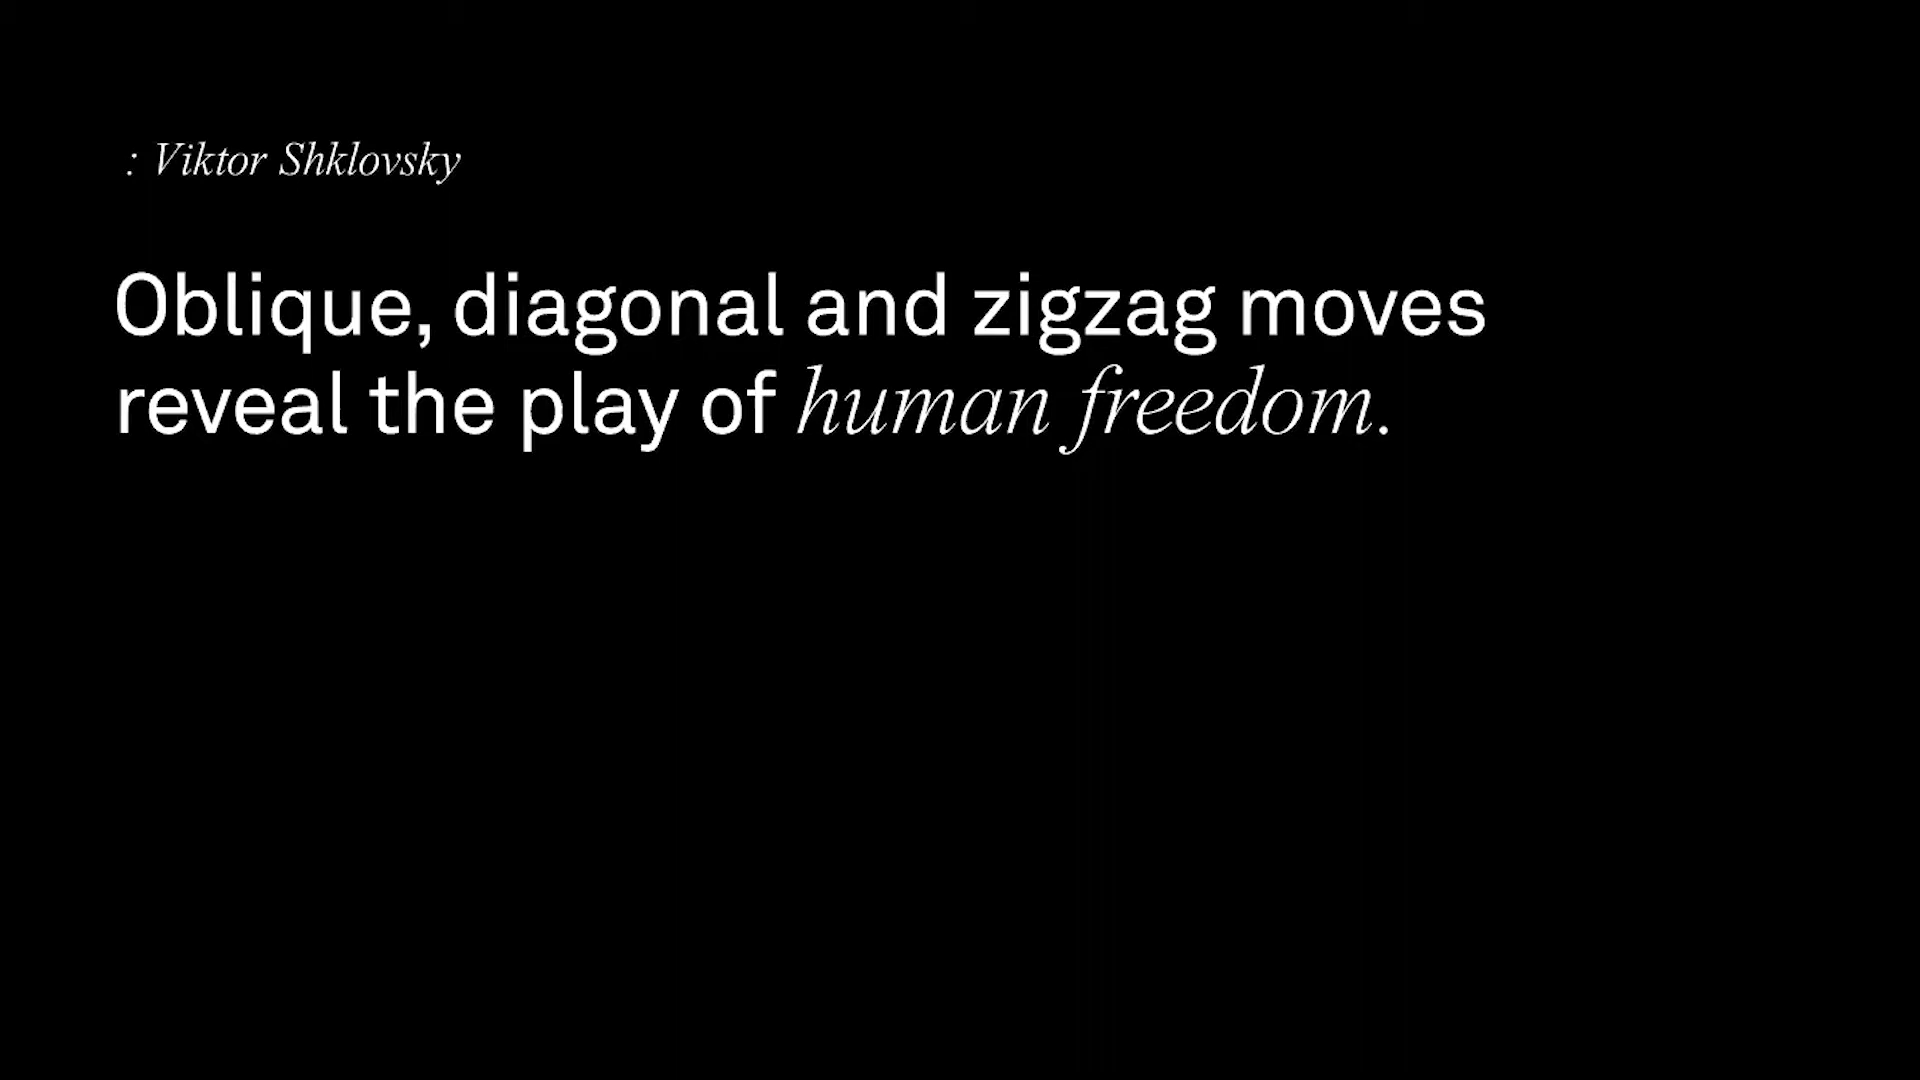 : Viktor Shklovsky
Oblique, diagonal and zigzag moves
reveal the play of human freedom.